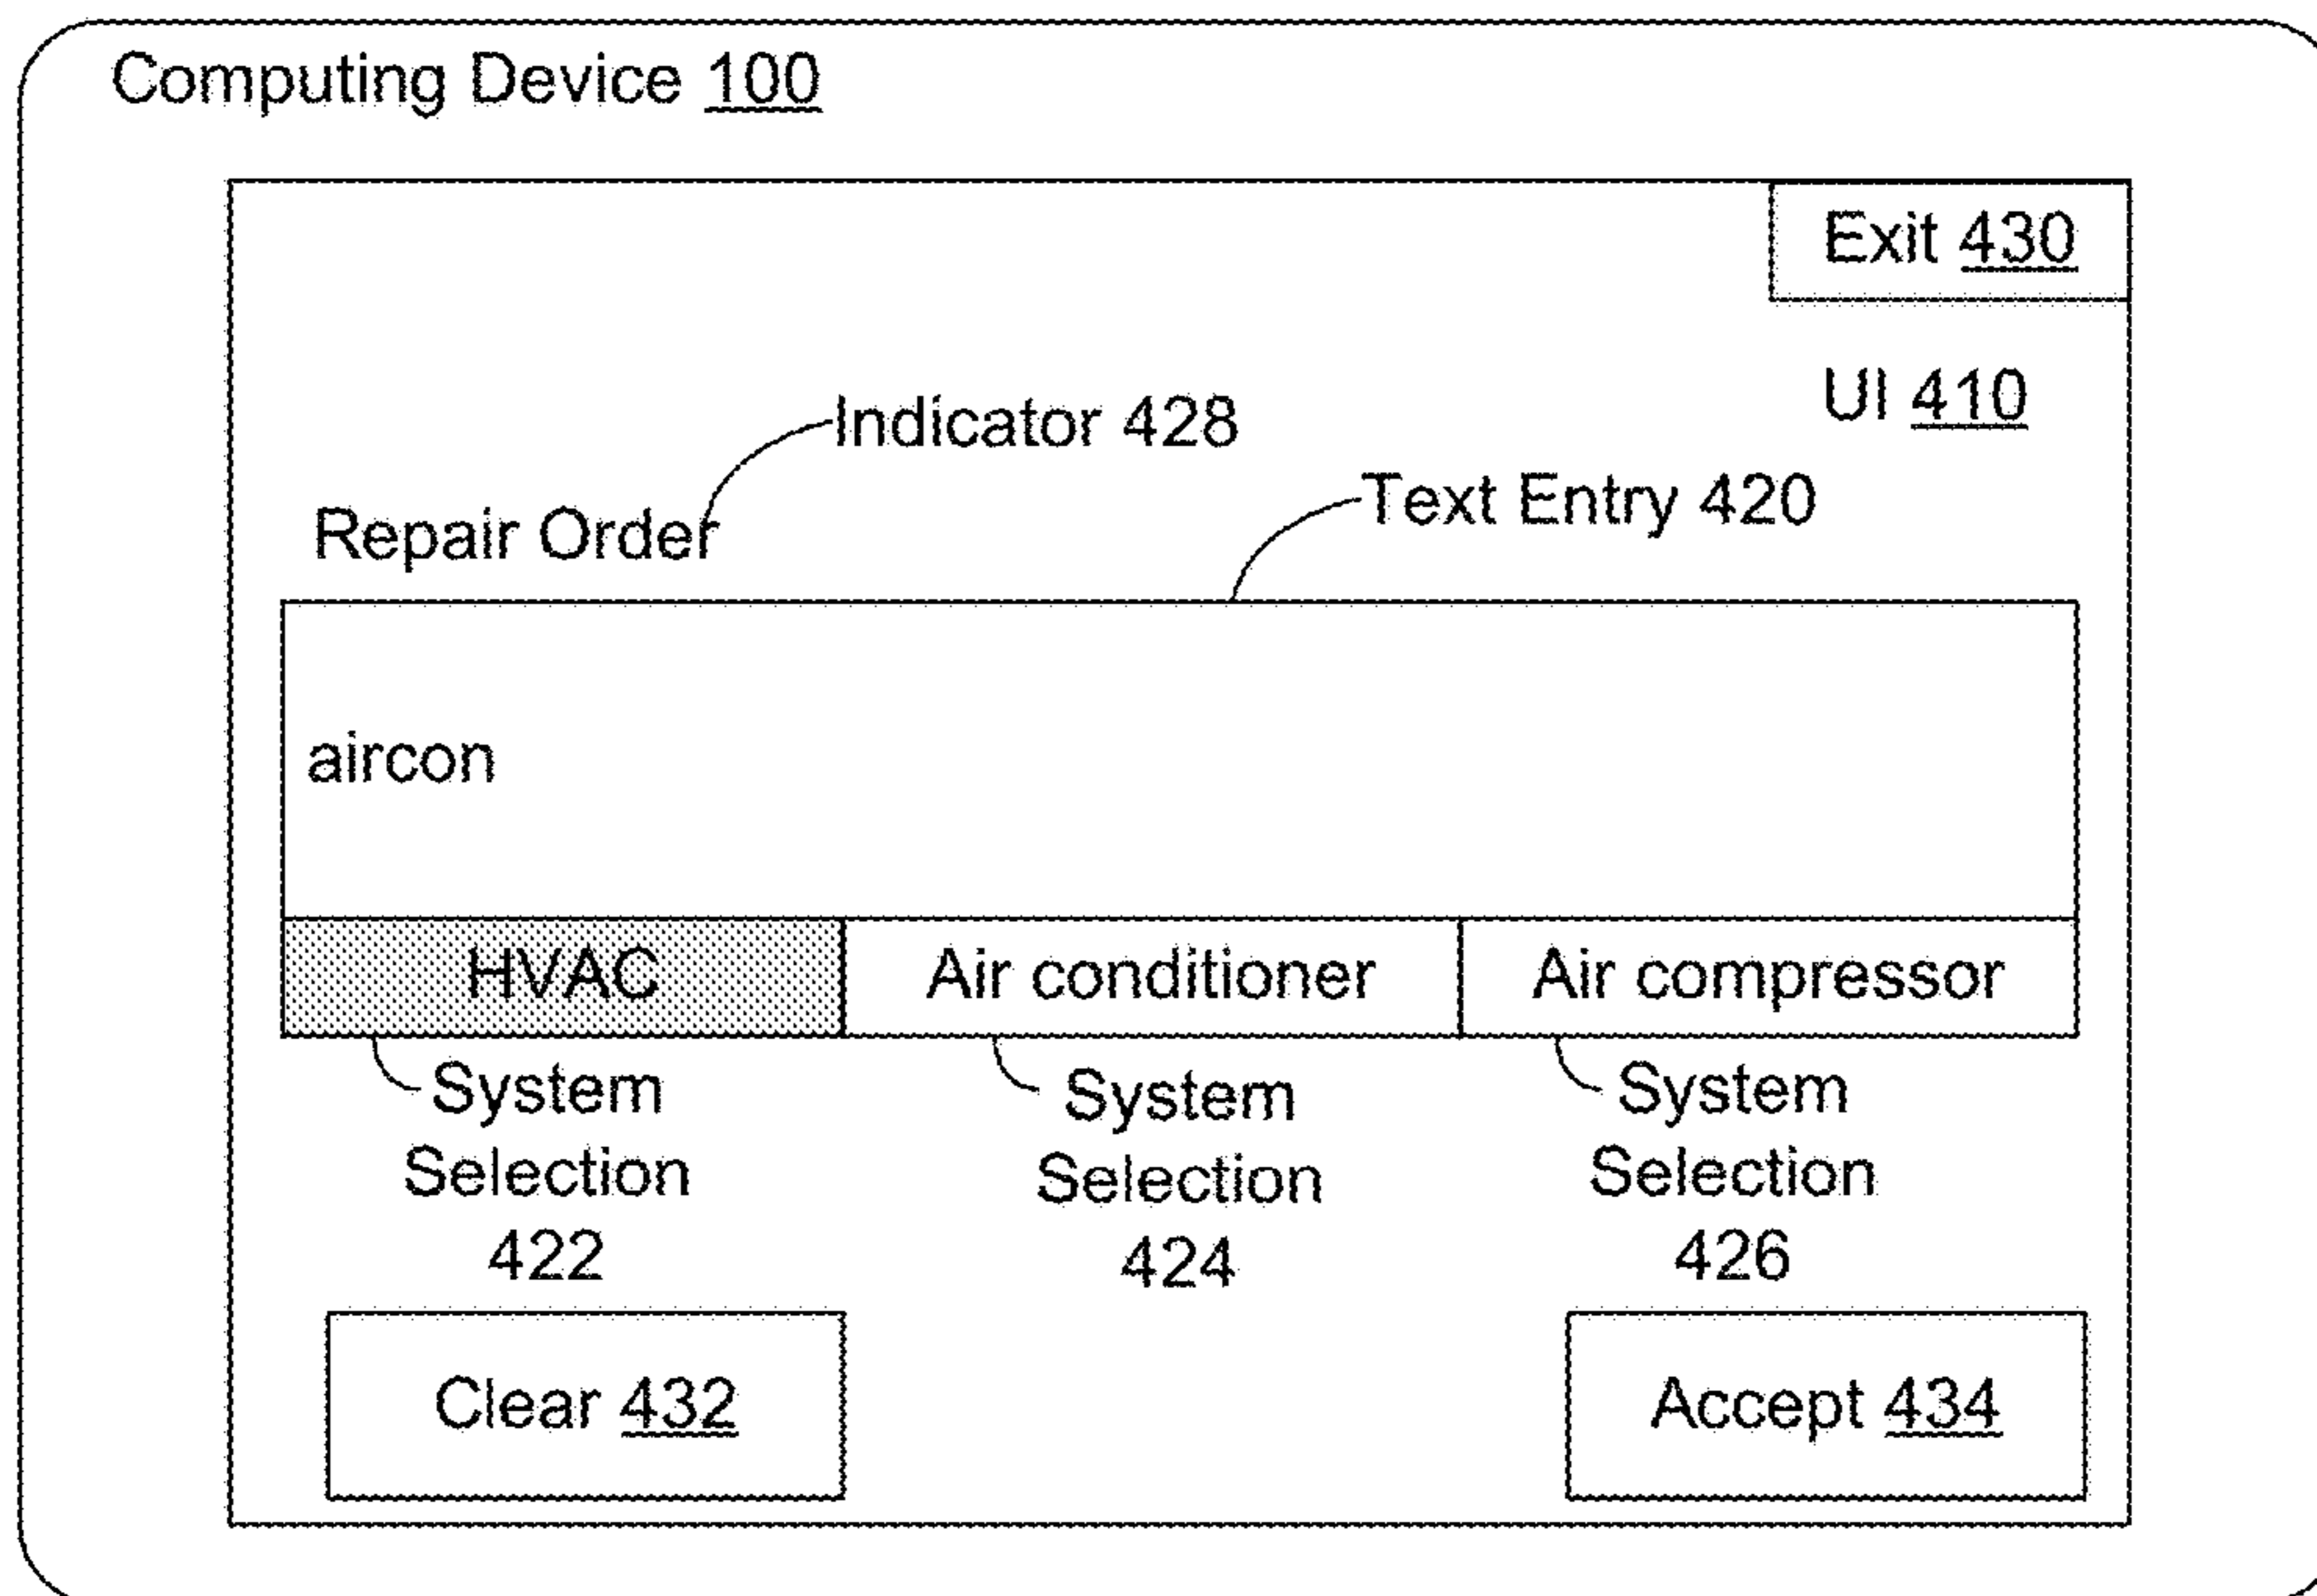 Computing Device 100
Exit 430
UI 410
Indicator 428
Text Entry 420
Repair Order
aircon
HVAC
Air conditioner
Air compressor
System
Selection
422
System
Selection
424
System
Selection
426
Clear 432
Accept 434